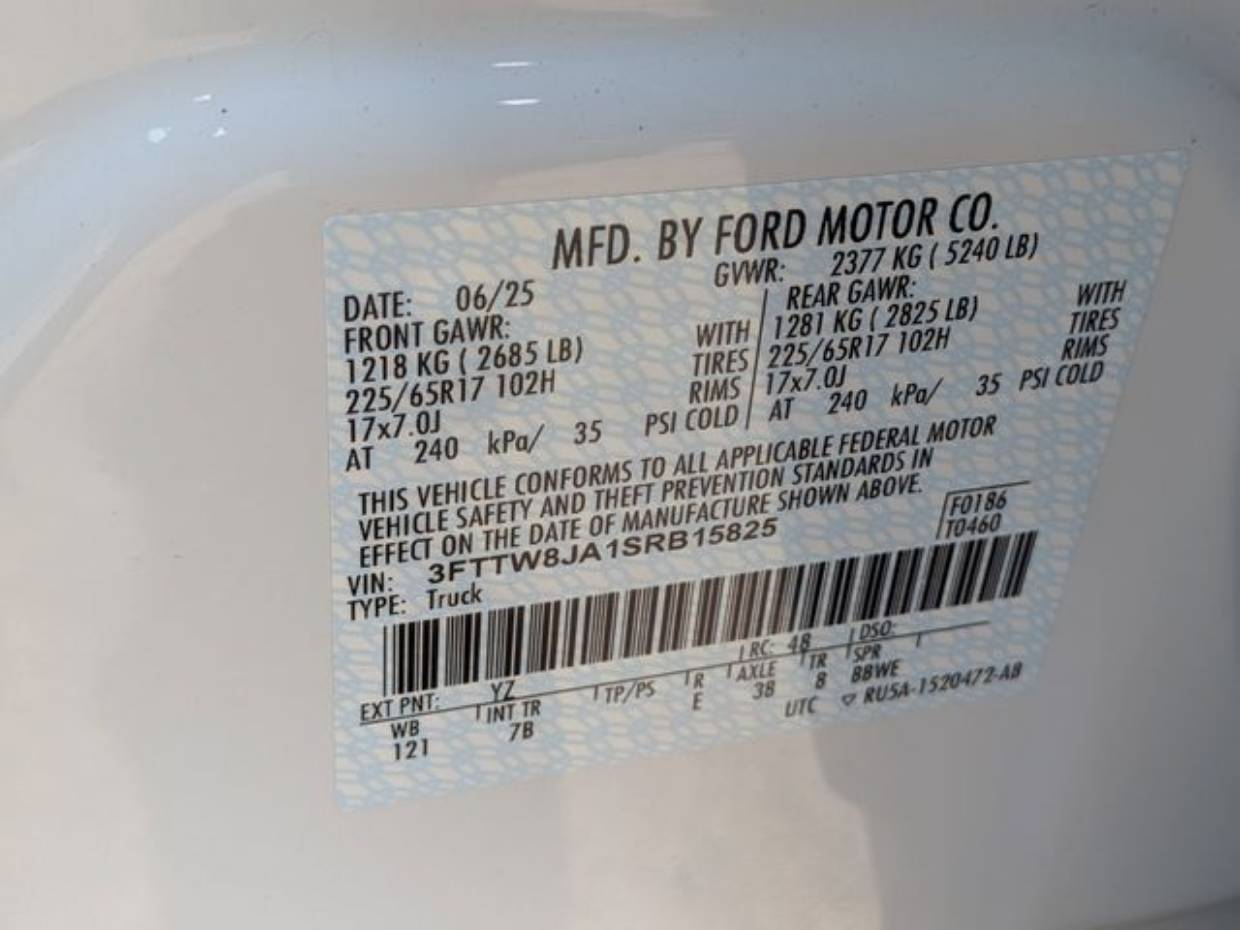 MFD. BY FORD MOTOR CO.
DATE: 06/25 GVWR: 2377 KG ( 5240 LB)
FRONT GAWR: REAR GAWR:
1218 KG ( 2685 LB) WITH 1281 KG ( 2825 LB) WITH
225/65R17 102H TIRES 225/65R17 102H TIRES
17x7.0J RIMS 17x7.0J RIMS
AT 240 kPa/ 35 PSI COLD AT 240 kPa/ 35 PSI COLD
THIS VEHICLE CONFORMS TO ALL APPLICABLE FEDERAL MOTOR
VEHICLE SAFETY AND THEFT PREVENTION STANDARDS IN
EFFECT ON THE DATE OF MANUFACTURE SHOWN ABOVE.
VIN: 3FTTW8JA1SRB15825 F0186
TYPE: Truck T0460
EXT PNT: YZ RC: 48 DSO:
WB INT TR TP/PS R AXLE TR SPR
121 7B E 38 8 BBWE
UTC ▽ RU5A-1520472-AB